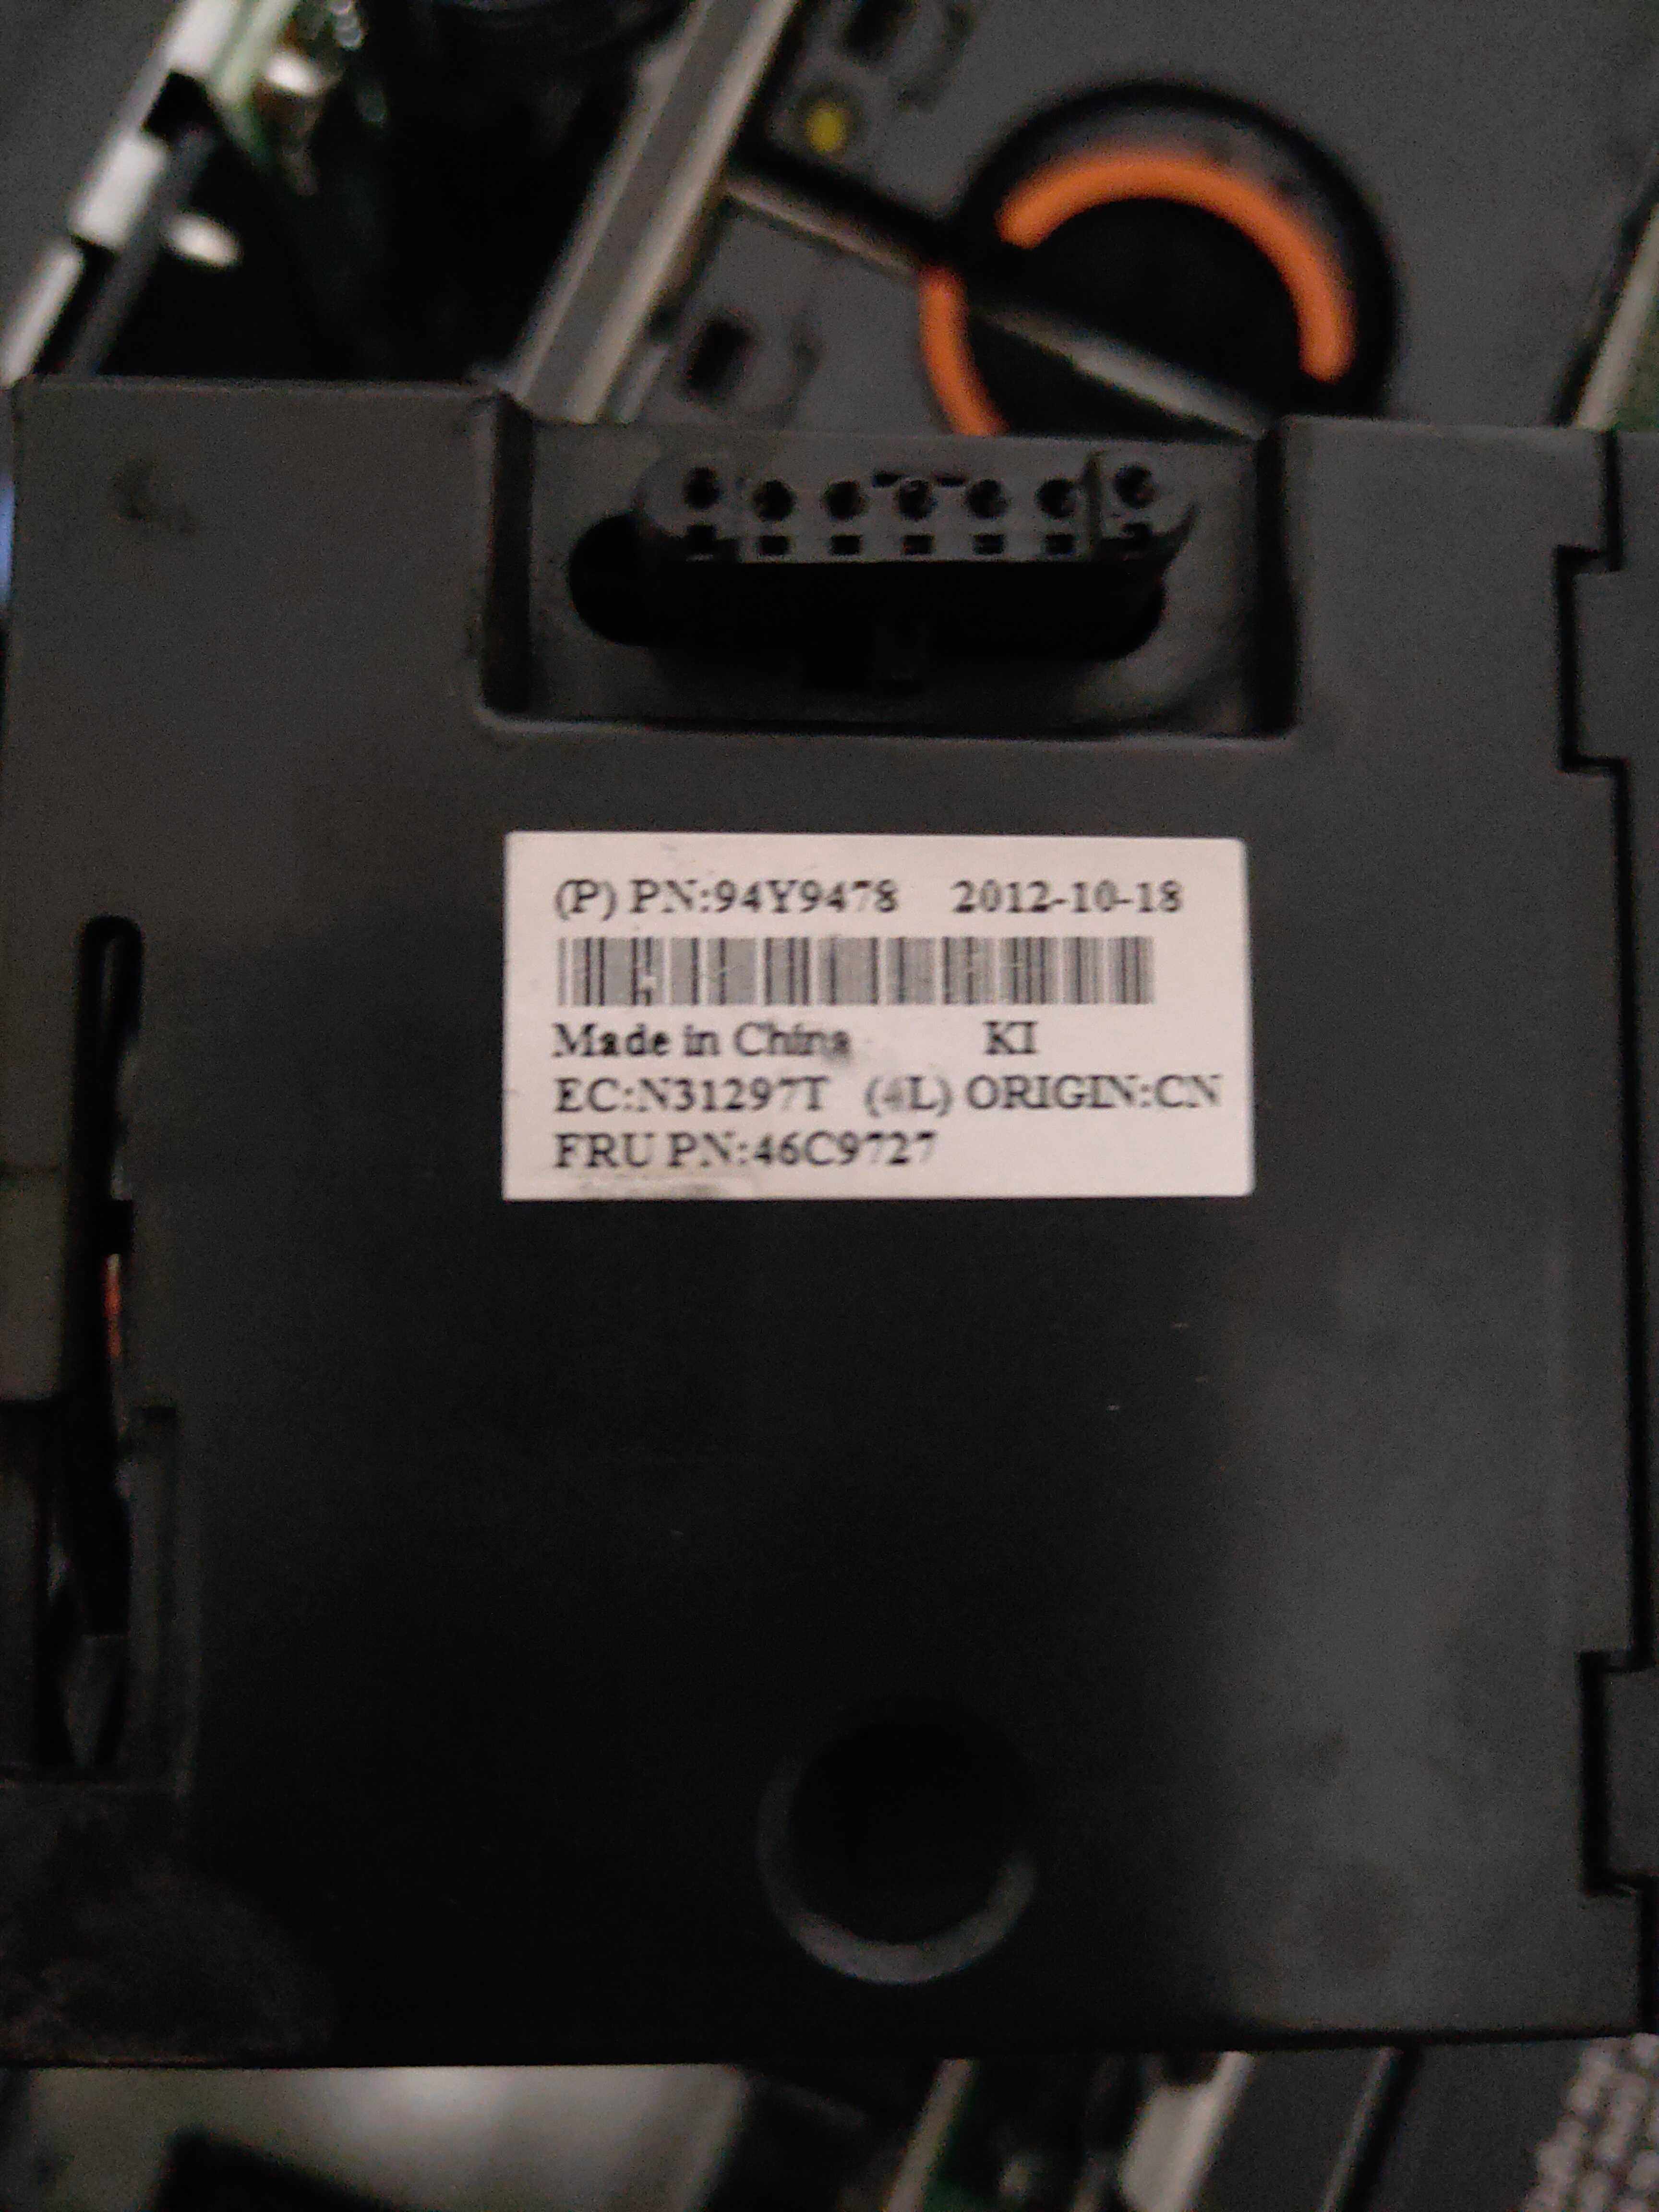 (P) PN:94Y9478 2012-10-18
Made in China KI
EC:N31297T (4L) ORIGIN:CN
FRU PN:46C9727